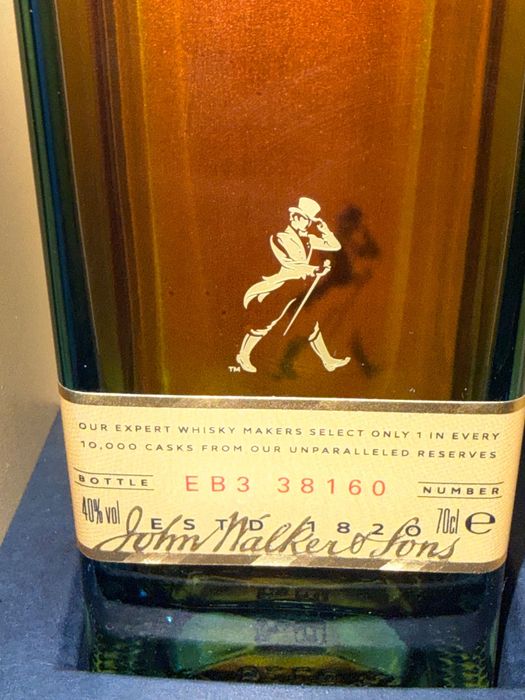 TM
OUR EXPERT WHISKY MAKERS SELECT ONLY 1 IN EVERY
10,000 CASKS FROM OUR UNPARALLELED RESERVES
BOTTLE EB3 38160 NUMBER
40% vol ESTD 1820 70cl e
John Walker & Sons